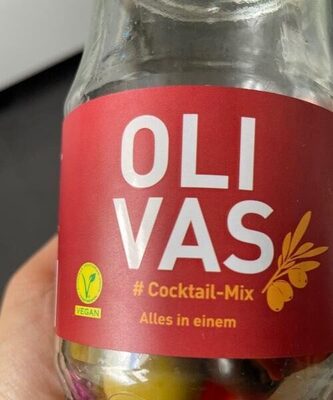 OLI
VAS
# Cocktail-Mix
VEGAN
Alles in einem